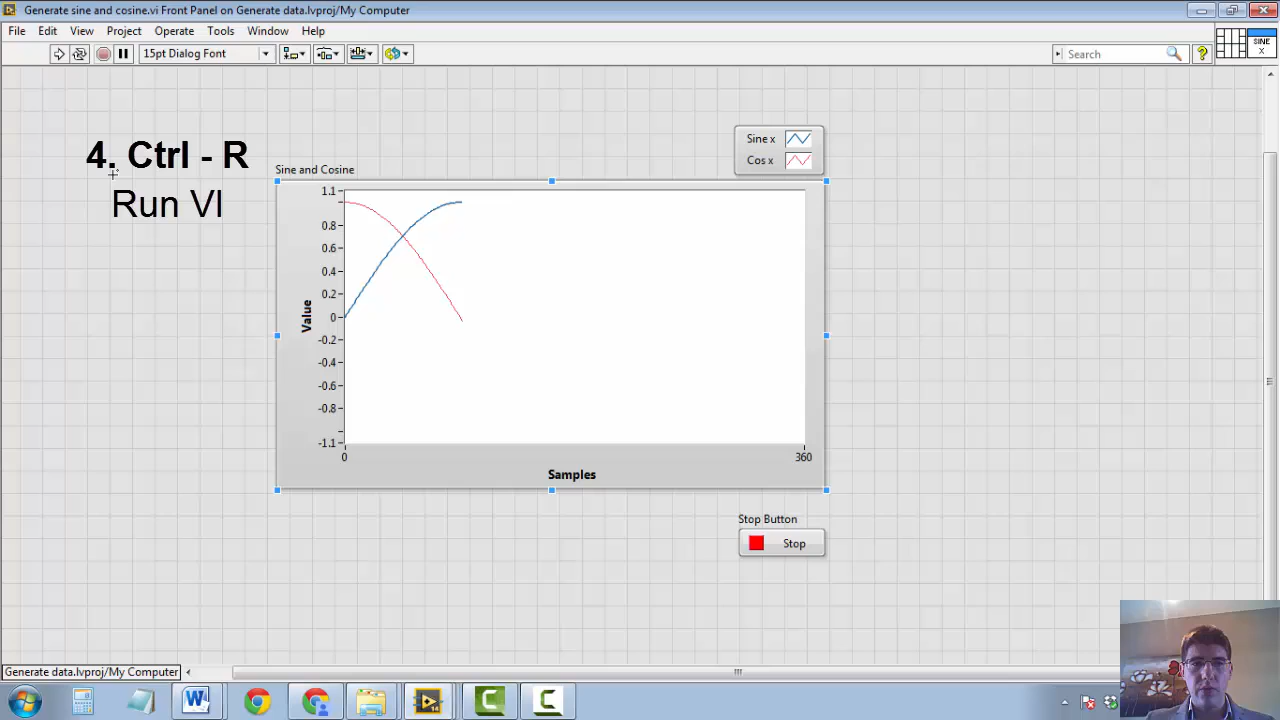 Generate sine and cosine.vi Front Panel on Generate data.lvproj/My Computer
File Edit View Project Operate Tools Window Help
15pt Dialog Font
Search
SINE
X
4. Ctrl - R
Run VI
Sine x
Cos x
Sine and Cosine
1.1
0.8
0.6
0.4
0.2
0
-0.2
-0.4
-0.6
-0.8
-1.1
Value
0 360
Samples
Stop Button
Stop
Generate data.lvproj/My Computer